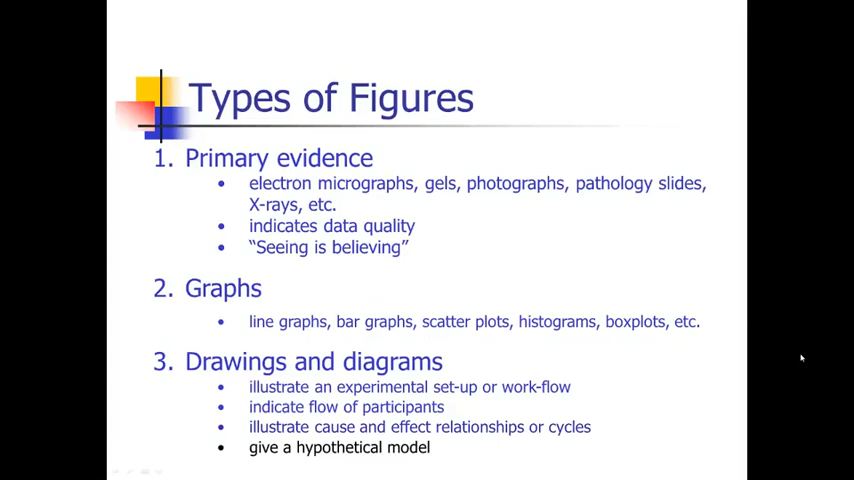 Types of Figures
1. Primary evidence
• electron micrographs, gels, photographs, pathology slides,
X-rays, etc.
• indicates data quality
• “Seeing is believing”
2. Graphs
• line graphs, bar graphs, scatter plots, histograms, boxplots, etc.
3. Drawings and diagrams
• illustrate an experimental set-up or work-flow
• indicate flow of participants
• illustrate cause and effect relationships or cycles
• give a hypothetical model